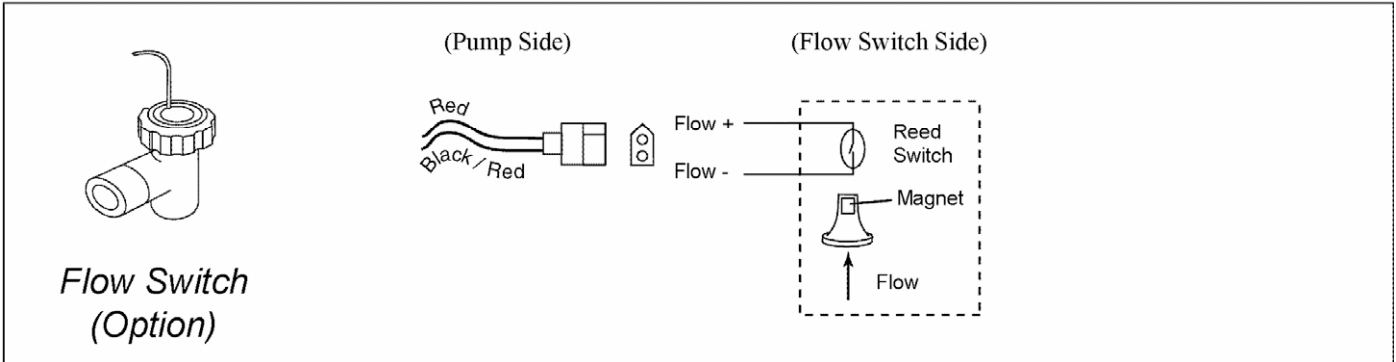 (Pump Side)
(Flow Switch Side)
Red
Black / Red
Flow +
Flow -
Reed
Switch
Magnet
Flow
Flow Switch
(Option)